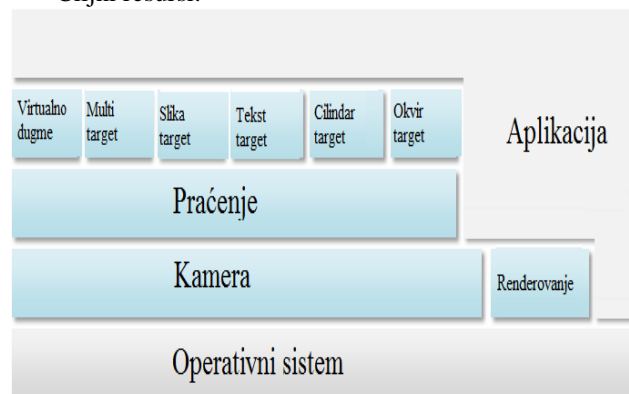 Virtualno
dugme
Multi
target
Slika
target
Tekst
target
Cilindar
target
Okvir
target
Aplikacija
Praćenje
Kamera
Renderovanje
Operativni sistem